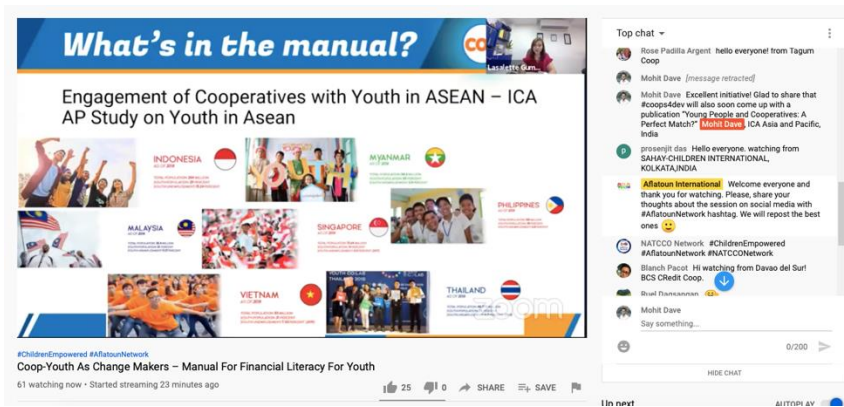 What's in the manual?
co
Lasalette Gum...
Engagement of Cooperatives with Youth in ASEAN – ICA
AP Study on Youth in Asean
INDONESIA
MYANMAR
YOUTH
PHILIPPINES
MALAYSIA
SINGAPORE
VIETNAM
THAILAND
zoom
#ChildrenEmpowered #AflatounNetwork
Coop-Youth As Change Makers – Manual For Financial Literacy For Youth
61 watching now • Started streaming 23 minutes ago
25
0
SHARE
SAVE
Top chat
Rose Padilla Argent hello everyone! from Tagum
Coop
Mohit Dave [message retracted]
Mohit Dave Excellent initiative! Glad to share that
#coops4dev will also soon come up with a
publication "Young People and Cooperatives: A
Perfect Match?" Mohit Dave, ICA Asia and Pacific,
India
prosenjit das Hello everyone. watching from
SAHAY-CHILDREN INTERNATIONAL,
KOLKATA,INDIA
Aflatoun International Welcome everyone and
thank you for watching. Please, share your
thoughts about the session on social media with
#AflatounNetwork hashtag. We will repost the best
ones
NATCCO Network #ChildrenEmpowered
#AflatounNetwork #NATCCONetwork
Blanch Pacot Hi watching from Davao del Sur!
BCS CRedit Coop.
Ruel Dagsangan
Mohit Dave
Say something...
0/200
HIDE CHAT
Up next
AUTOPLAY